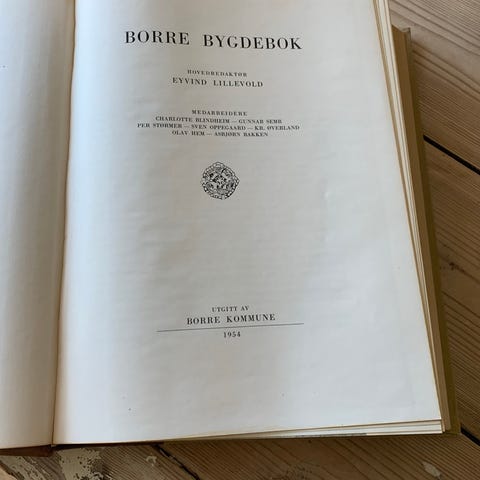 BORRE BYGDEBOK
HOVEDREDAKTØR
EYVIND LILLEVOLD
MEDARBEIDERE
CHARLOTTE BLINDHEIM — GUNNAR SEMB
PER STØRMER — SVEN OPPEGAARD — KR. ØVERLAND
OLAV HEM — ASBJØRN BAKKEN
UTGITT AV
BORRE KOMMUNE
1954